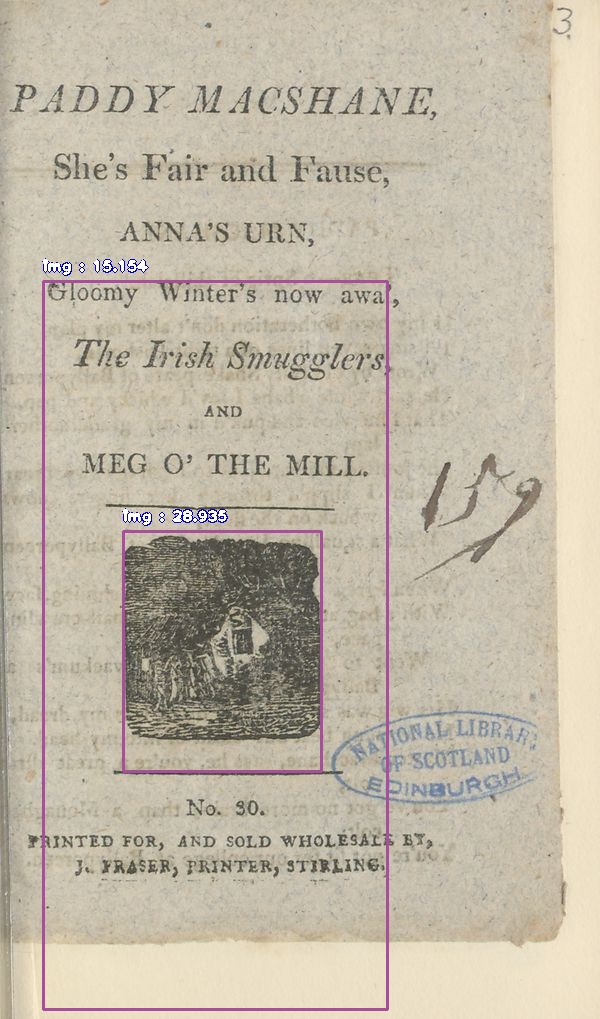 3.
PADDY MACSHANE,
She's Fair and Fause,
ANNA'S URN,
img : 15.154
Gloomy Winter's now awa',
The Irish Smugglers,
AND
MEG O' THE MILL.
159
img : 28.935
NATIONAL LIBRARY
OF SCOTLAND
EDINBURGH
No. 30.
PRINTED FOR, AND SOLD WHOLESALE BY,
J. FRASER, PRINTER, STIRLING.